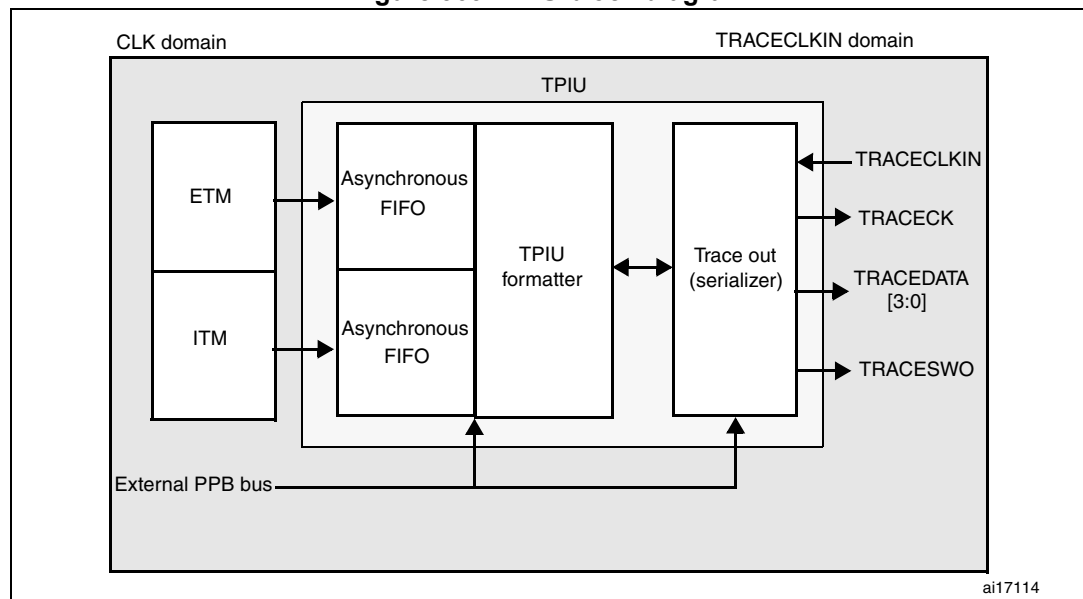 CLK domain
TRACECLKIN domain
TPIU
ETM
Asynchronous
FIFO
TPIU
formatter
Trace out
(serializer)
TRACECLKIN
TRACECK
TRACEDATA
[3:0]
TRACESWO
ITM
Asynchronous
FIFO
External PPB bus
ai17114